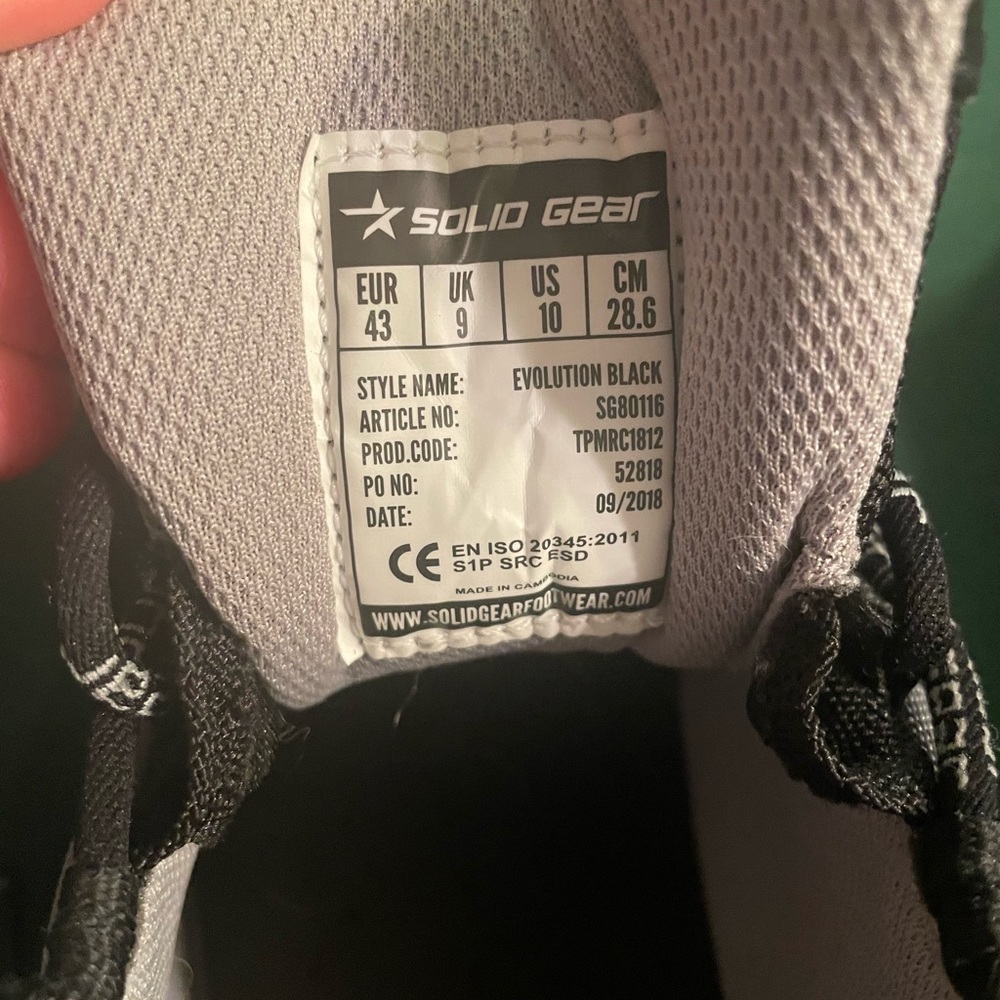 SOLID GEAR
EUR UK US CM
43 9 10 28.6
STYLE NAME: EVOLUTION BLACK
ARTICLE NO: SG80116
PROD.CODE: TPMRC1812
PO NO: 52818
DATE: 09/2018
CE EN ISO 20345:2011
S1P SRC ESD
MADE IN CAMBODIA
WWW.SOLIDGEARFOOTWEAR.COM